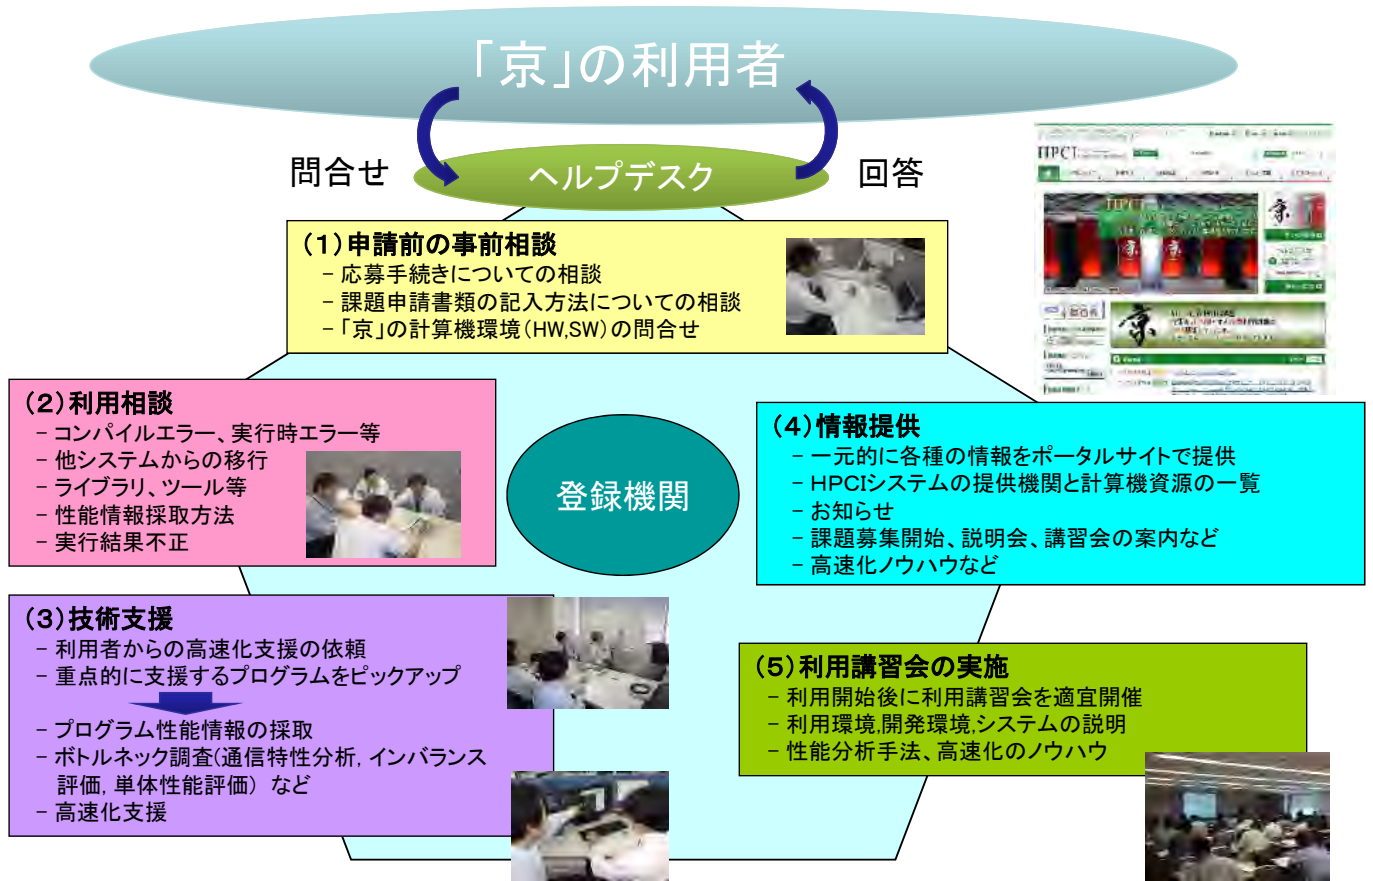 「京」の利用者
問合せ
ヘルプデスク
回答
(1)申請前の事前相談
- 応募手続きについての相談
- 課題申請書類の記入方法についての相談
- 「京」の計算機環境(HW,SW)の問合せ
HPCI
HPCI
京
京
京
京
(2)利用相談
- コンパイルエラー、実行時エラー等
- 他システムからの移行
- ライブラリ、ツール等
- 性能情報採取方法
- 実行結果不正
登録機関
(4)情報提供
- 一元的に各種の情報をポータルサイトで提供
- HPCIシステムの提供機関と計算機資源の一覧
- お知らせ
- 課題募集開始、説明会、講習会の案内など
- 高速化ノウハウなど
(3)技術支援
- 利用者からの高速化支援の依頼
- 重点的に支援するプログラムをピックアップ
- プログラム性能情報の採取
- ボトルネック調査(通信特性分析, インバランス
評価, 単体性能評価) など
- 高速化支援
(5)利用講習会の実施
- 利用開始後に利用講習会を適宜開催
- 利用環境,開発環境,システムの説明
- 性能分析手法、高速化のノウハウ